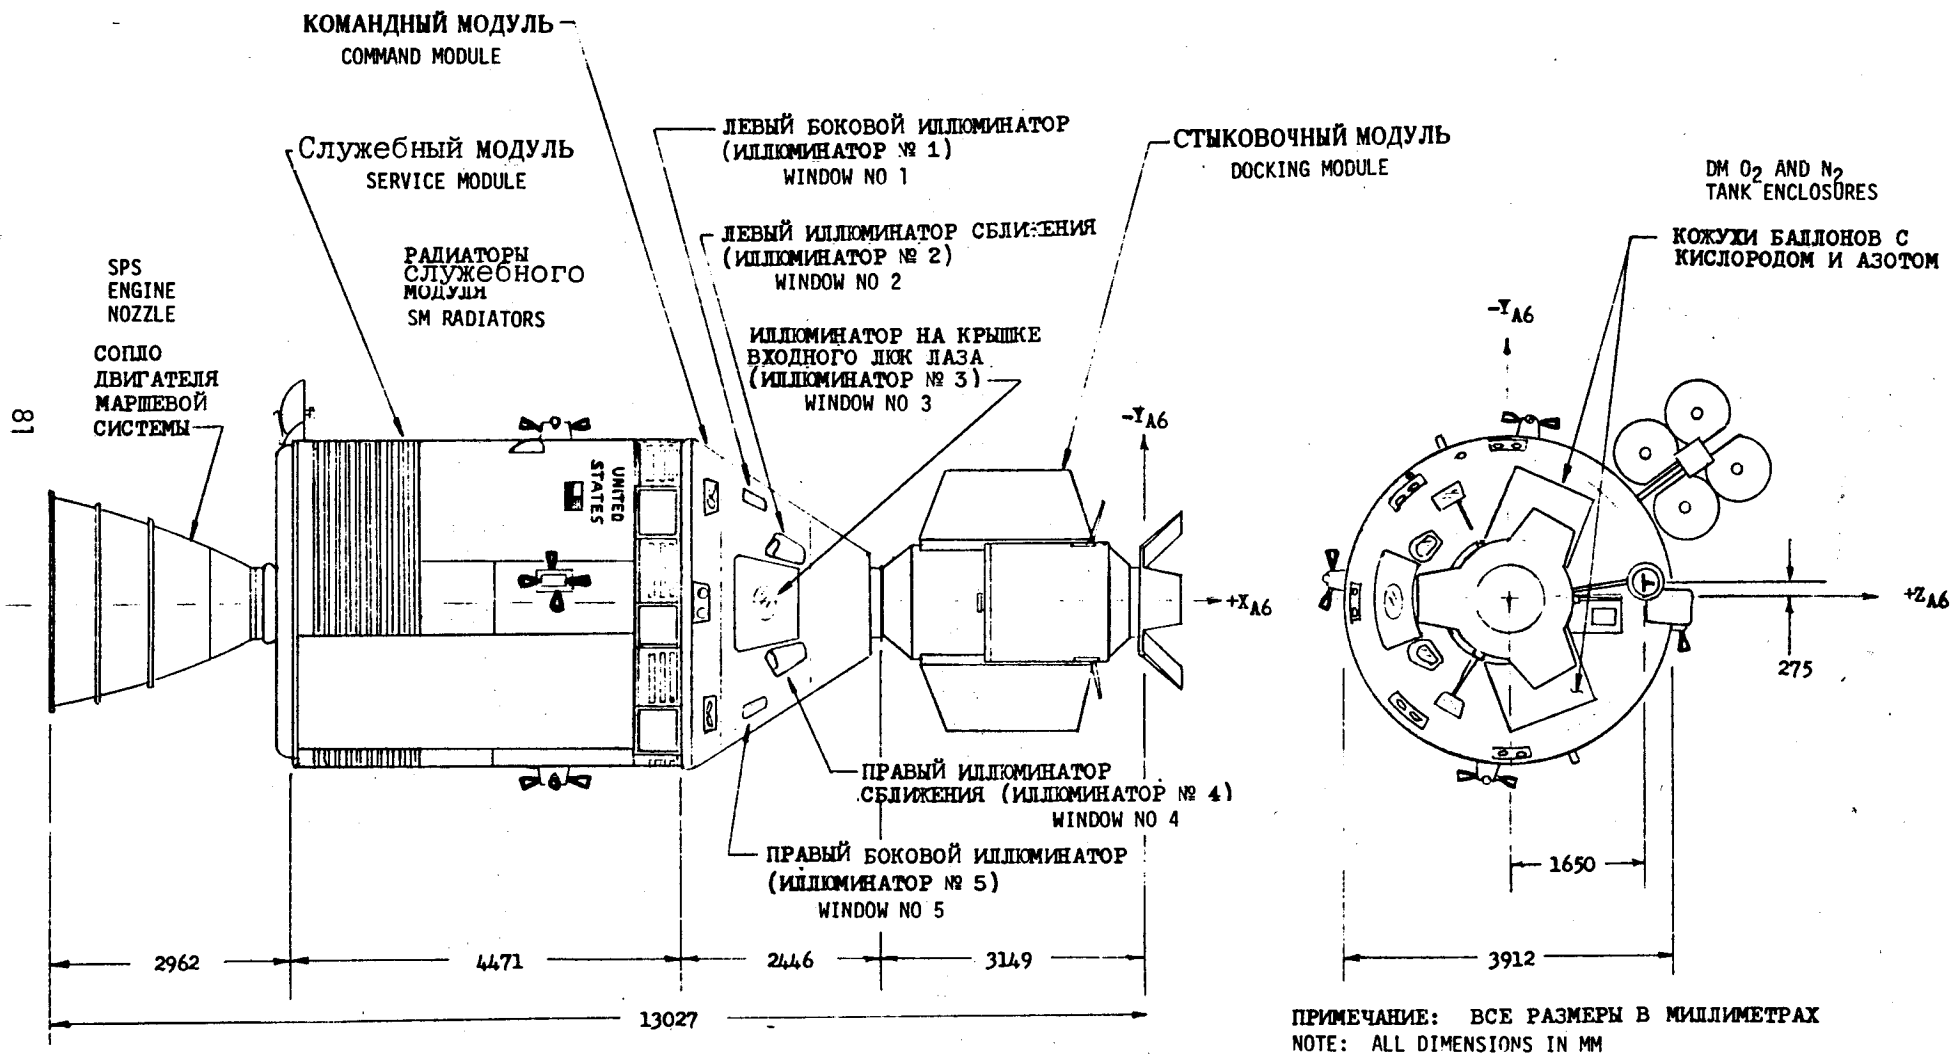 КОМАНДНЫЙ МОДУЛЬ
COMMAND MODULE
Служебный МОДУЛЬ
SERVICE MODULE
ЛЕВЫЙ БОКОВОЙ ИЛЛЮМИНАТОР
(ИЛЛЮМИНАТОР № 1)
WINDOW NO 1
СТЫКОВОЧНЫЙ МОДУЛЬ
DOCKING MODULE
DM O2 AND N2
TANK ENCLOSURES
КОЖУХИ БАЛЛОНОВ С
КИСЛОРОДОМ И АЗОТОМ
ЛЕВЫЙ ИЛЛЮМИНАТОР СБЛИЖЕНИЯ
(ИЛЛЮМИНАТОР № 2)
WINDOW NO 2
SPS
ENGINE
NOZZLE
СОПЛО
ДВИГАТЕЛЯ
МАРШЕВОЙ
СИСТЕМЫ
РАДИАТОРЫ
служебного
МОДУЛЯ
SM RADIATORS
ИЛЛЮМИНАТОР НА КРЫШКЕ
ВХОДНОГО ЛЮК ЛАЗА
(ИЛЛЮМИНАТОР № 3)
WINDOW NO 3
81
UNITED
STATES
-YA6
+XA6
-YA6
+ZA6
275
ПРАВЫЙ ИЛЛЮМИНАТОР
СБЛИЖЕНИЯ (ИЛЛЮМИНАТОР № 4)
WINDOW NO 4
ПРАВЫЙ БОКОВОЙ ИЛЛЮМИНАТОР
(ИЛЛЮМИНАТОР № 5)
WINDOW NO 5
1650
2962
4471
2446
3149
3912
13027
ПРИМЕЧАНИЕ: ВСЕ РАЗМЕРЫ В МИЛЛИМЕТРАХ
NOTE: ALL DIMENSIONS IN MM